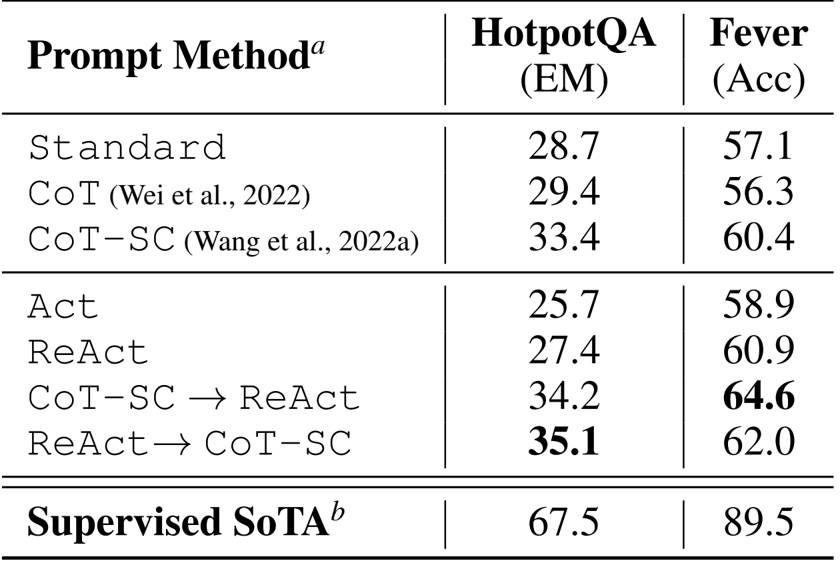 Prompt Method^a HotpotQA Fever
(EM) (Acc)
Standard 28.7 57.1
CoT (Wei et al., 2022) 29.4 56.3
CoT-SC (Wang et al., 2022a) 33.4 60.4
Act 25.7 58.9
ReAct 27.4 60.9
CoT-SC → ReAct 34.2 64.6
ReAct→ CoT-SC 35.1 62.0
Supervised SoTA^b 67.5 89.5